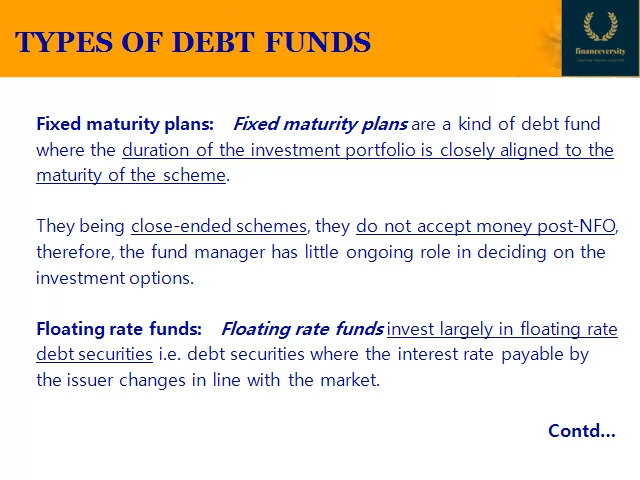 TYPES OF DEBT FUNDS
financeversity
Fixed maturity plans: Fixed maturity plans are a kind of debt fund
where the duration of the investment portfolio is closely aligned to the
maturity of the scheme.
They being close-ended schemes, they do not accept money post-NFO,
therefore, the fund manager has little ongoing role in deciding on the
investment options.
Floating rate funds: Floating rate funds invest largely in floating rate
debt securities i.e. debt securities where the interest rate payable by
the issuer changes in line with the market.
Contd...